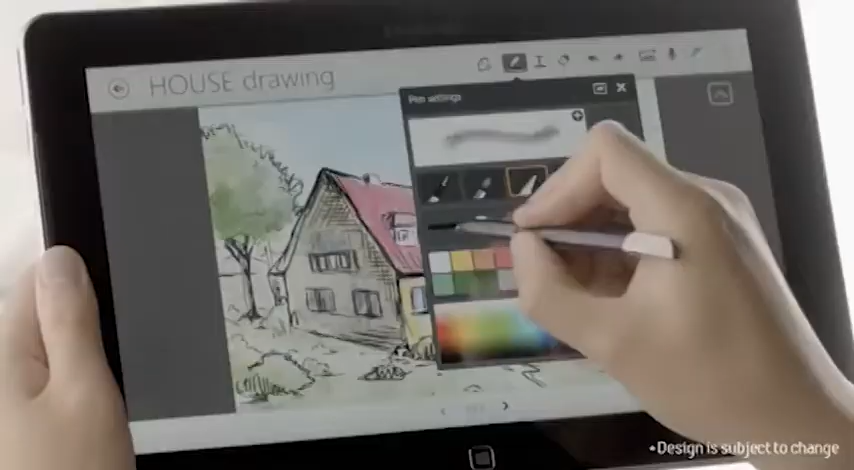 HOUSE drawing
Pen settings
•Design is subject to change